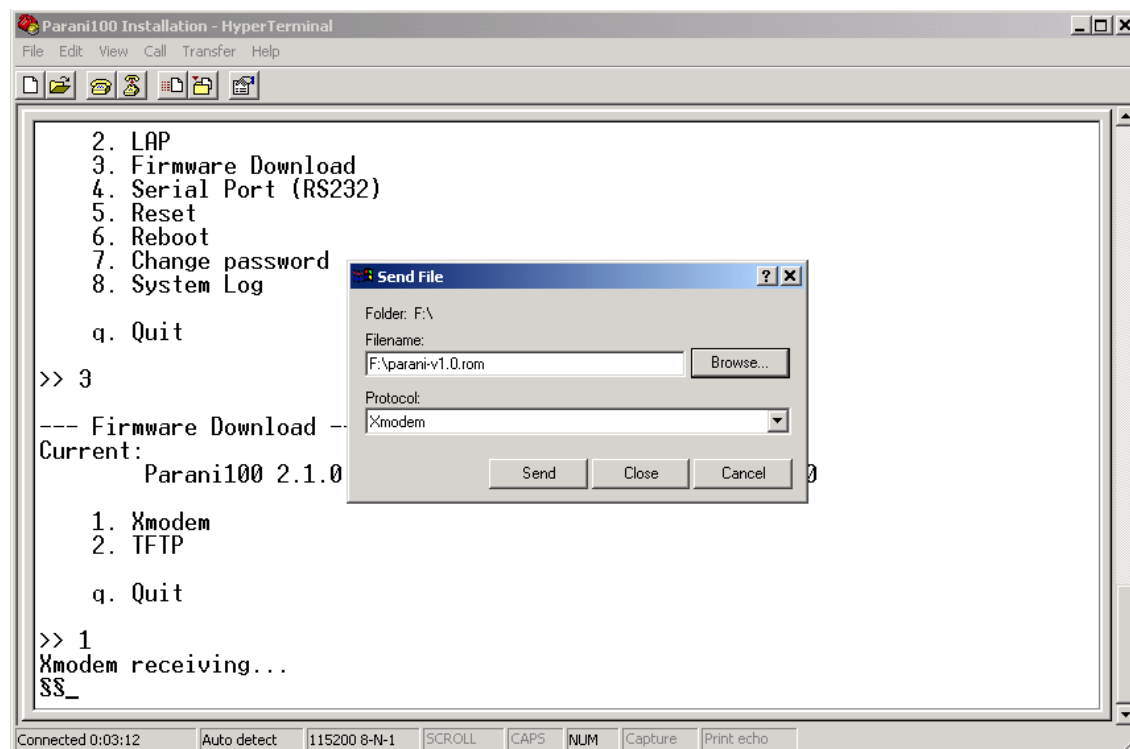 Parani100 Installation - HyperTerminal
File Edit View Call Transfer Help
2. LAP
3. Firmware Download
4. Serial Port (RS232)
5. Reset
6. Reboot
7. Change password
8. System Log
q. Quit
>> 3
--- Firmware Download -
Current:
Parani100 2.1.0 0
1. Xmodem
2. TFTP
q. Quit
>> 1
Xmodem receiving...
§§_
Send File
Folder: F:\
Filename:
F:\parani-v1.0.rom
Browse...
Protocol:
Xmodem
Send Close Cancel
Connected 0:03:12 Auto detect 115200 8-N-1 SCROLL CAPS NUM Capture Print echo